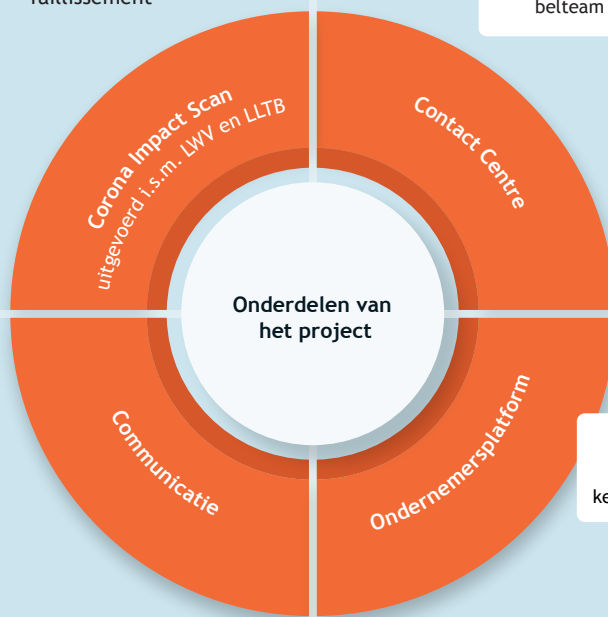 faillissement
belteam
Corona Impact Scan
uitgevoerd i.s.m. LWV en LLTB
Contact Centre
Onderdelen van
het project
Communicatie
Ondernemersplatform
ke